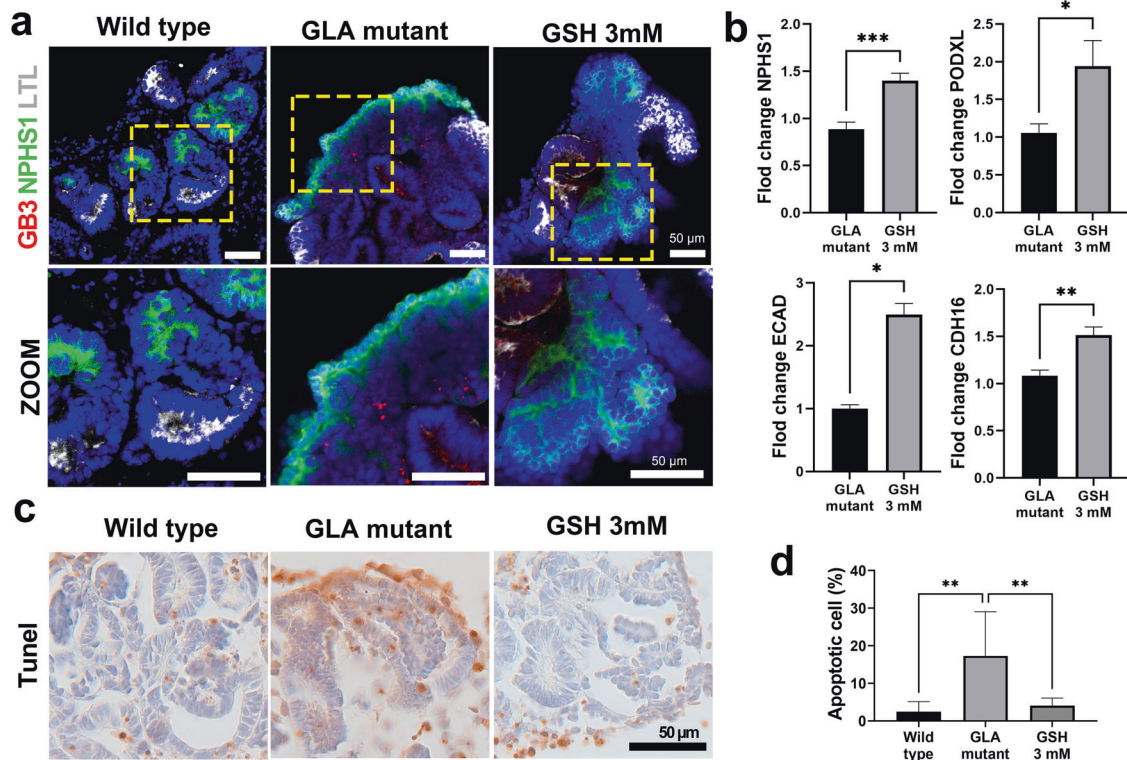 a
Wild type
GLA mutant
GSH 3mM
GB3 NPHS1 LTL
50 µm
ZOOM
50 µm
b
Flod change NPHS1
2.0
1.5
1.0
0.5
0.0
***
GLA mutant
GSH 3 mM
Flod change PODXL
2.5
2.0
1.5
1.0
0.5
0.0
*
GLA mutant
GSH 3 mM
Flod change ECAD
3
2
1
0
*
GLA mutant
GSH 3 mM
Flod change CDH16
2.0
1.5
1.0
0.5
0.0
**
GLA mutant
GSH 3 mM
c
Wild type
GLA mutant
GSH 3mM
Tunel
50 µm
d
Apoptotic cell (%)
40
30
20
10
0
**
**
Wild type
GLA mutant
GSH 3 mM